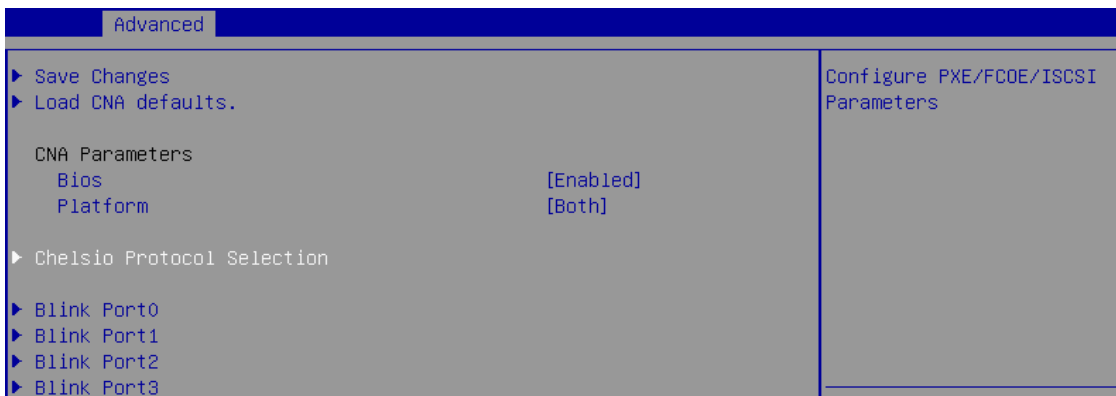 Advanced
Save Changes
Load CNA defaults.
CNA Parameters
Bios [Enabled]
Platform [Both]
Chelsio Protocol Selection
Blink Port0
Blink Port1
Blink Port2
Blink Port3
Configure PXE/FCOE/ISCSI
Parameters